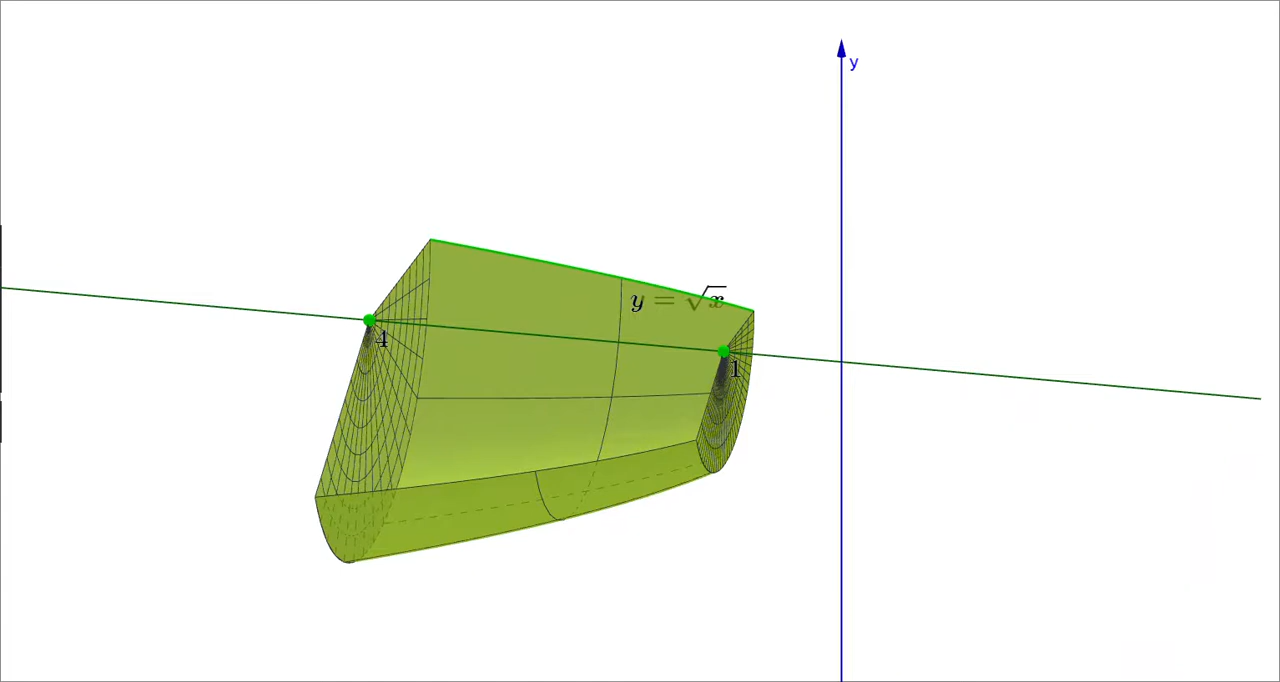 y
y = √x
4
1